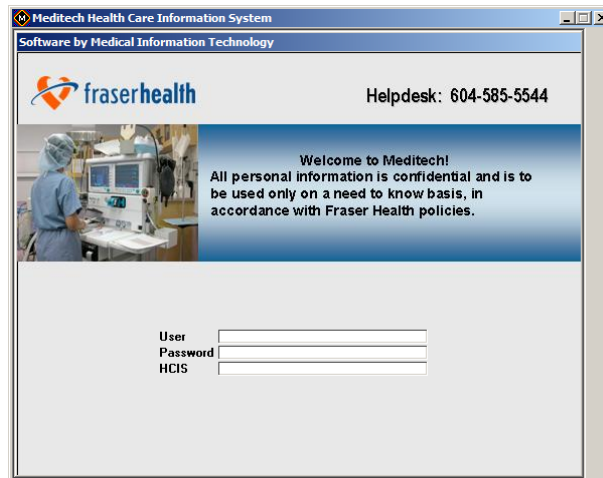 Meditech Health Care Information System
Software by Medical Information Technology
fraserhealth
Helpdesk: 604-585-5544
Welcome to Meditech!
All personal information is confidential and is to
be used only on a need to know basis, in
accordance with Fraser Health policies.
User
Password
HCIS